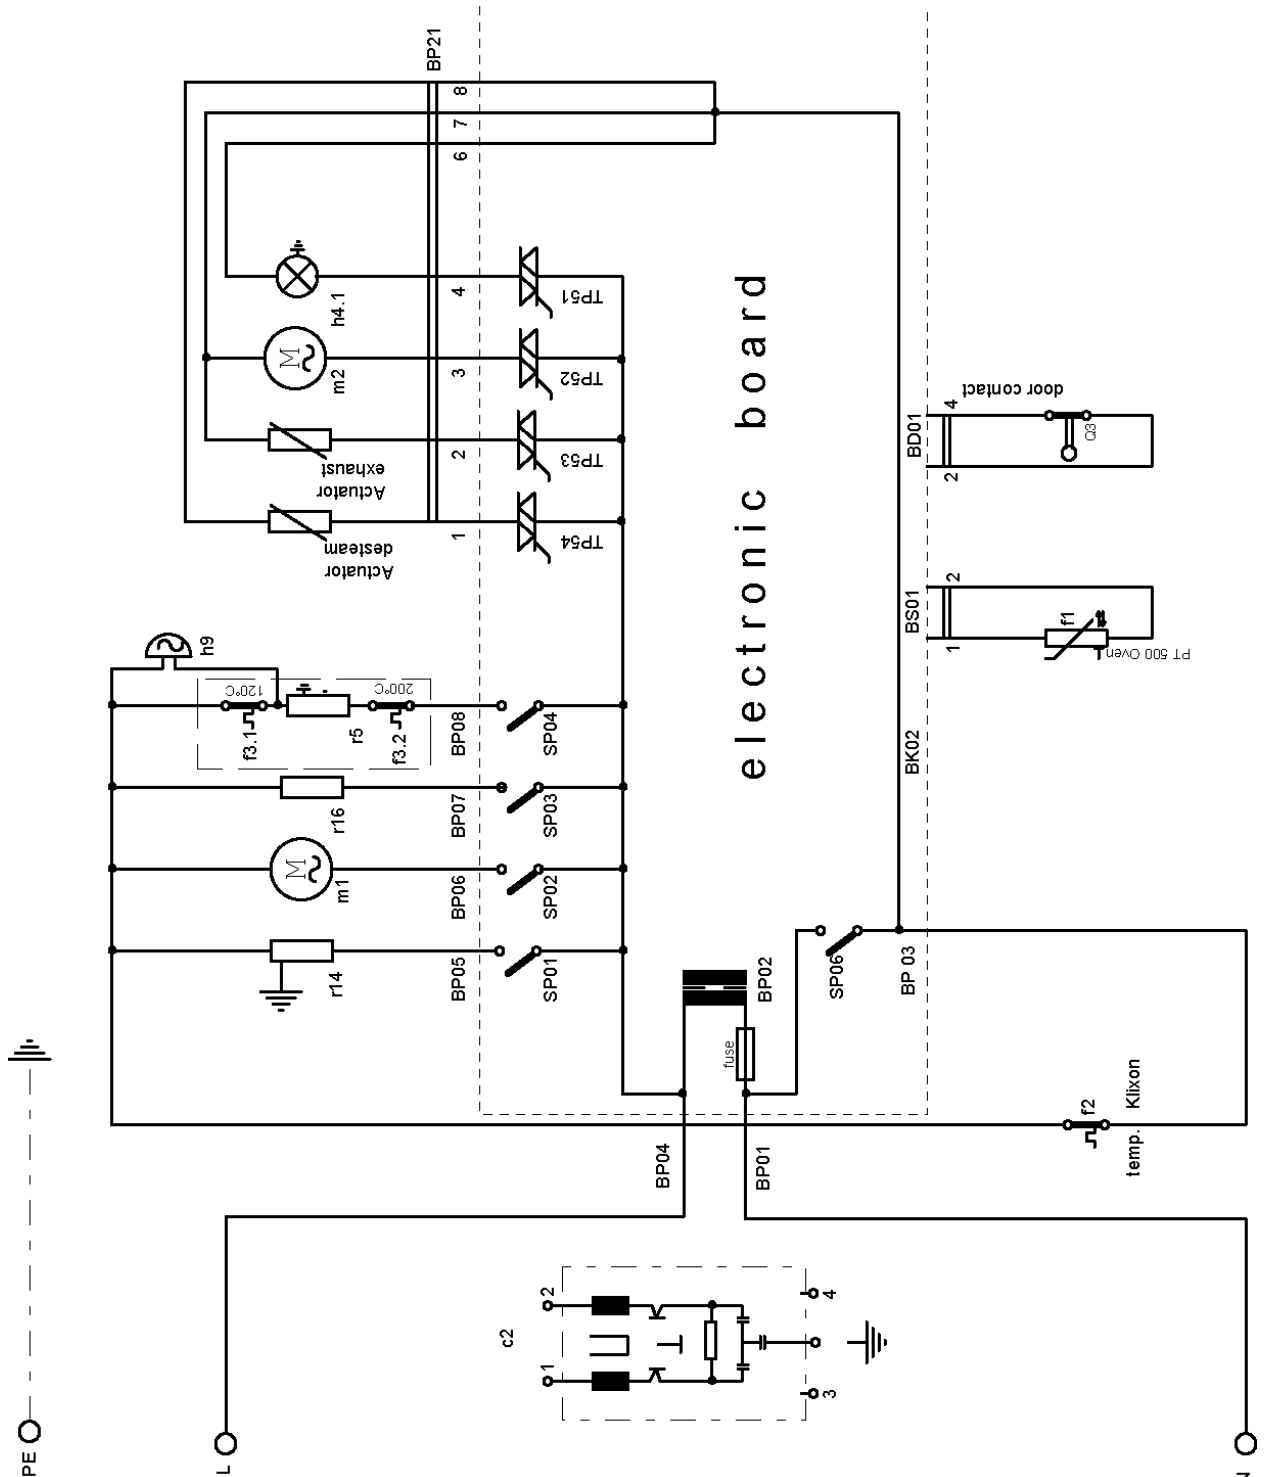 BP21
8
7
6
4
3
2
1
h4.1
m2
Actuator
exhaust
Actuator
desteam
TP51
TP52
TP53
TP54
h9
120°C
200°C
f3.1
r5
f3.2
BP08
SP04
r16
BP07
SP03
M
M
m1
BP06
SP02
r14
BP05
SP01
electronic board
door contact
BD01
4
2
Q3
BS01
2
1
f1
PT 500 Oven
BK02
BP02
fuse
SP06
BP 03
f2
temp. Klixon
BP04
BP01
c2
2
1
4
3
PE
L